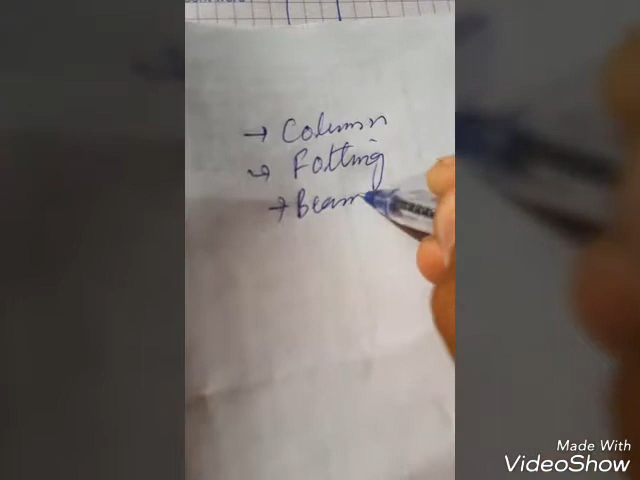 → Column
→ Fotting
→ Beam
Made With
VideoShow